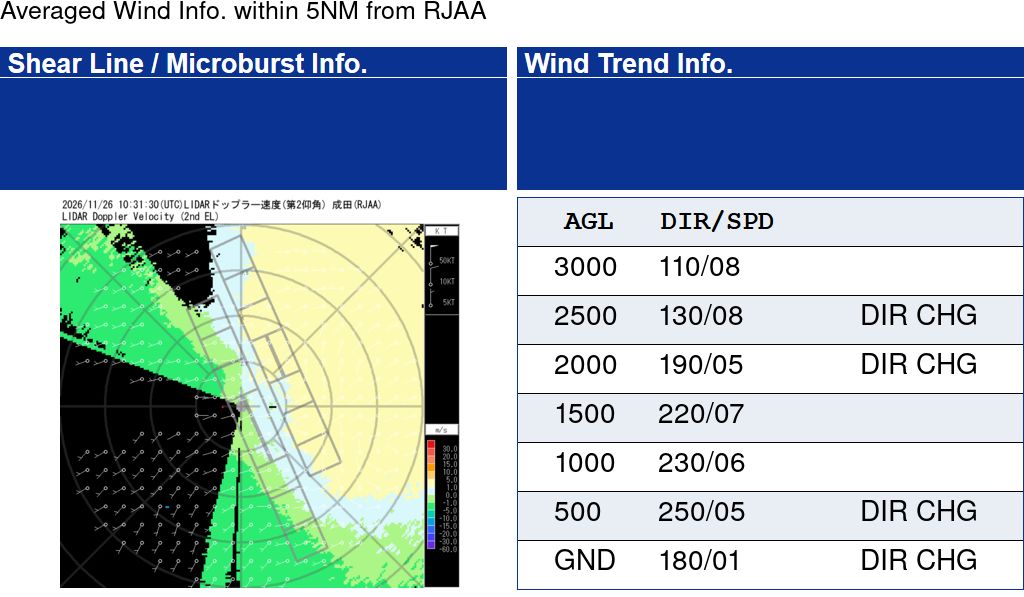 Averaged Wind Info. within 5NM from RJAA
Shear Line / Microburst Info.
Wind Trend Info.
2026/11/26 10:31:30(UTC)LIDARドップラー速度(第2仰角) 成田(RJAA)
LIDAR Doppler Velocity (2nd EL)
K T
50KT
10KT
5KT
m/s
30.0
20.0
15.0
10.0
5.0
1.0
0.0
-1.0
-5.0
-10.0
-15.0
-20.0
-30.0
-60.0
AGL DIR/SPD
3000 110/08
2500 130/08 DIR CHG
2000 190/05 DIR CHG
1500 220/07
1000 230/06
500 250/05 DIR CHG
GND 180/01 DIR CHG